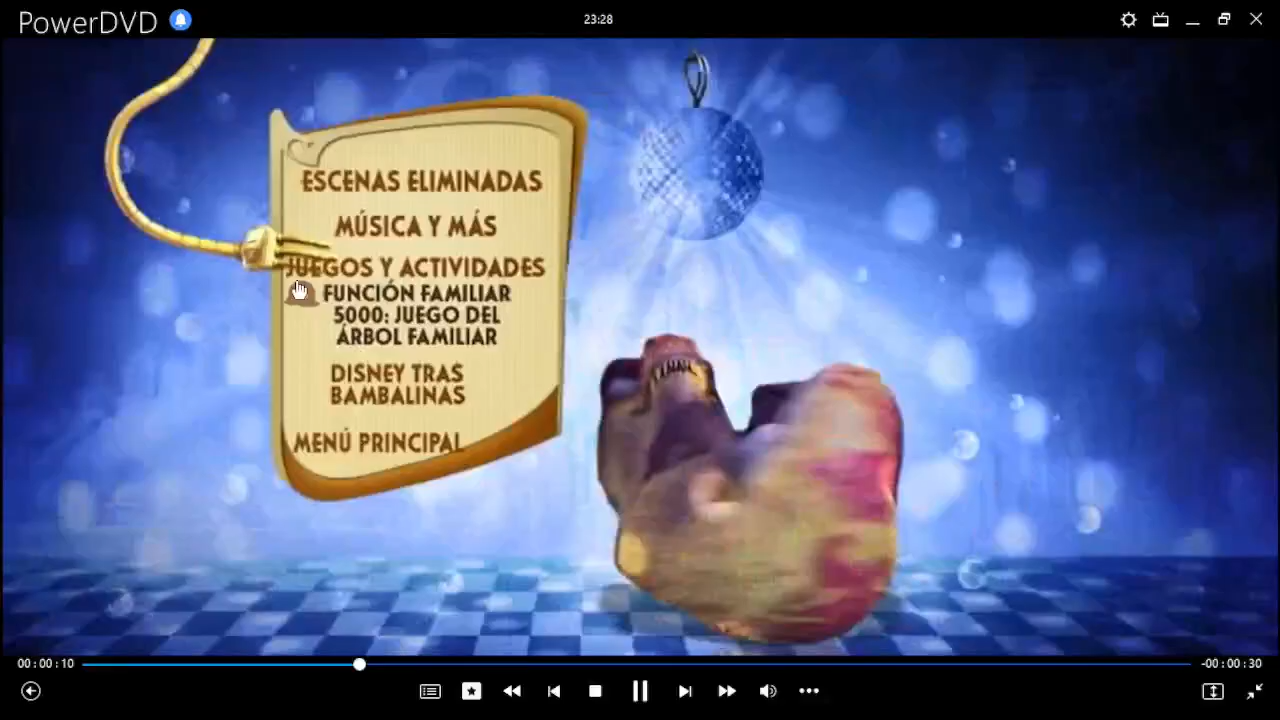 PowerDVD
23:28
ESCENAS ELIMINADAS
MÚSICA Y MÁS
JUEGOS Y ACTIVIDADES
FUNCIÓN FAMILIAR
5000: JUEGO DEL
ÁRBOL FAMILIAR
DISNEY TRAS
BAMBALINAS
MENÚ PRINCIPAL
00:00:10
-00:00:30